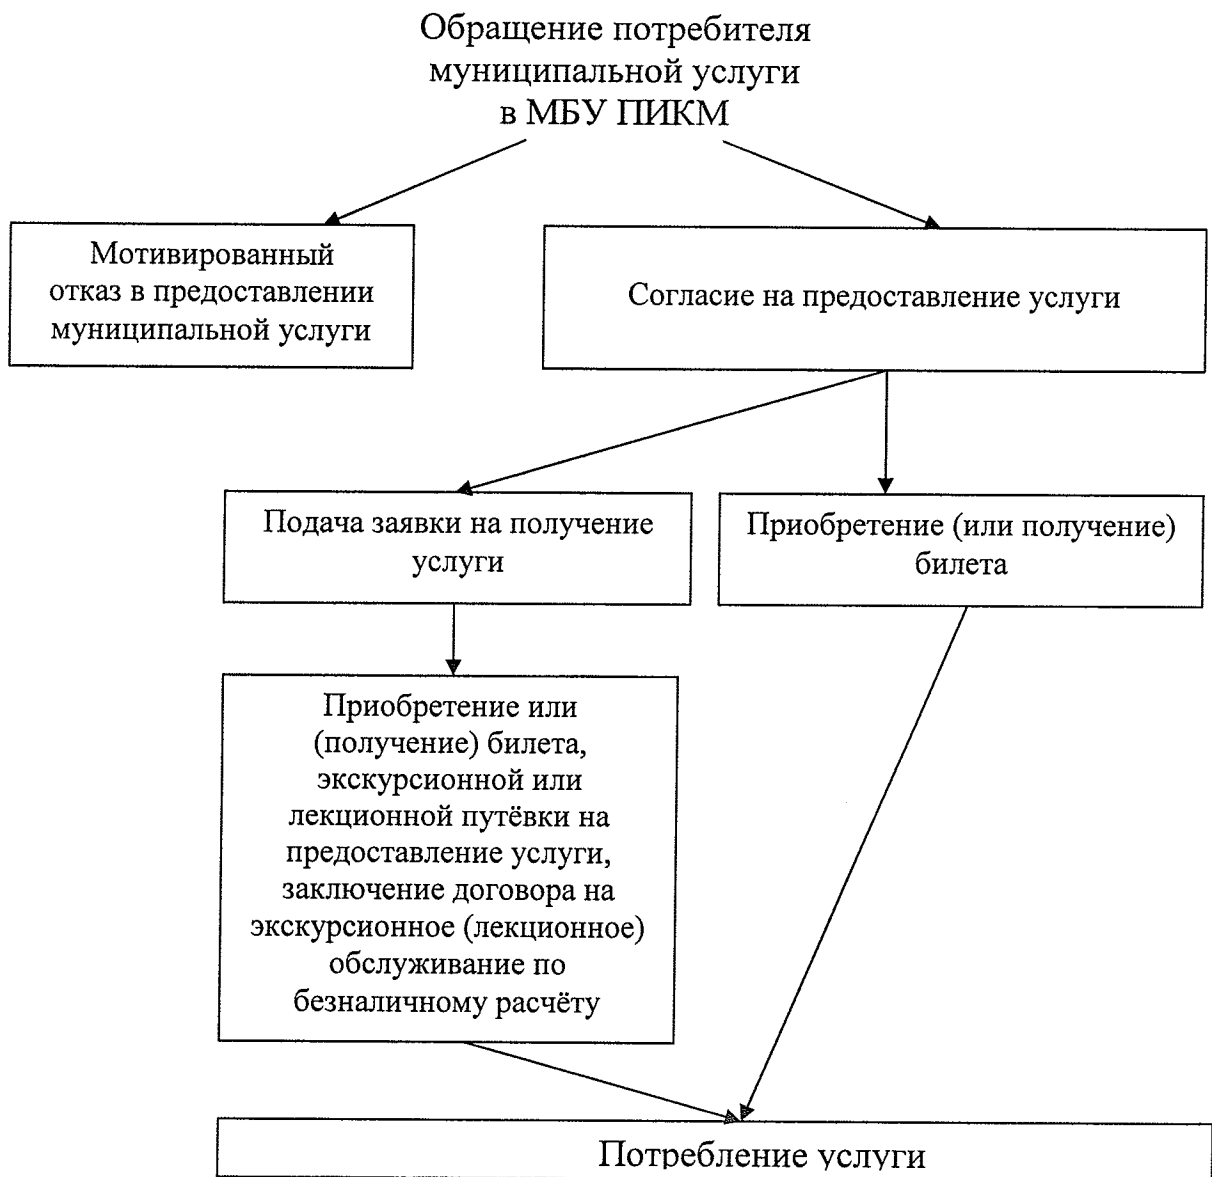 Обращение потребителя
муниципальной услуги
в МБУ ПИКМ
Мотивированный
отказ в предоставлении
муниципальной услуги
Согласие на предоставление услуги
Подача заявки на получение
услуги
Приобретение (или получение)
билета
Приобретение или
(получение) билета,
экскурсионной или
лекционной путёвки на
предоставление услуги,
заключение договора на
экскурсионное (лекционное)
обслуживание по
безналичному расчёту
Потребление услуги